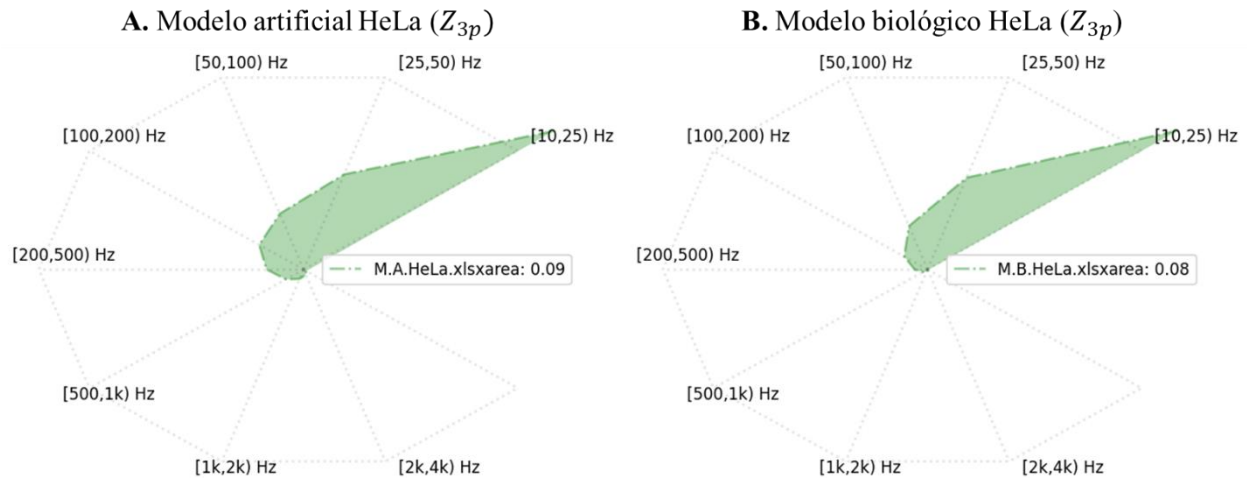 A. Modelo artificial HeLa (Z3p)
[50,100) Hz
[25,50) Hz
[100,200) Hz
[10,25) Hz
[200,500) Hz
M.A.HeLa.xlsxarea: 0.09
[500,1k) Hz
[1k,2k) Hz
[2k,4k) Hz
B. Modelo biológico HeLa (Z3p)
[50,100) Hz
[25,50) Hz
[100,200) Hz
[10,25) Hz
[200,500) Hz
M.B.HeLa.xlsxarea: 0.08
[500,1k) Hz
[1k,2k) Hz
[2k,4k) Hz